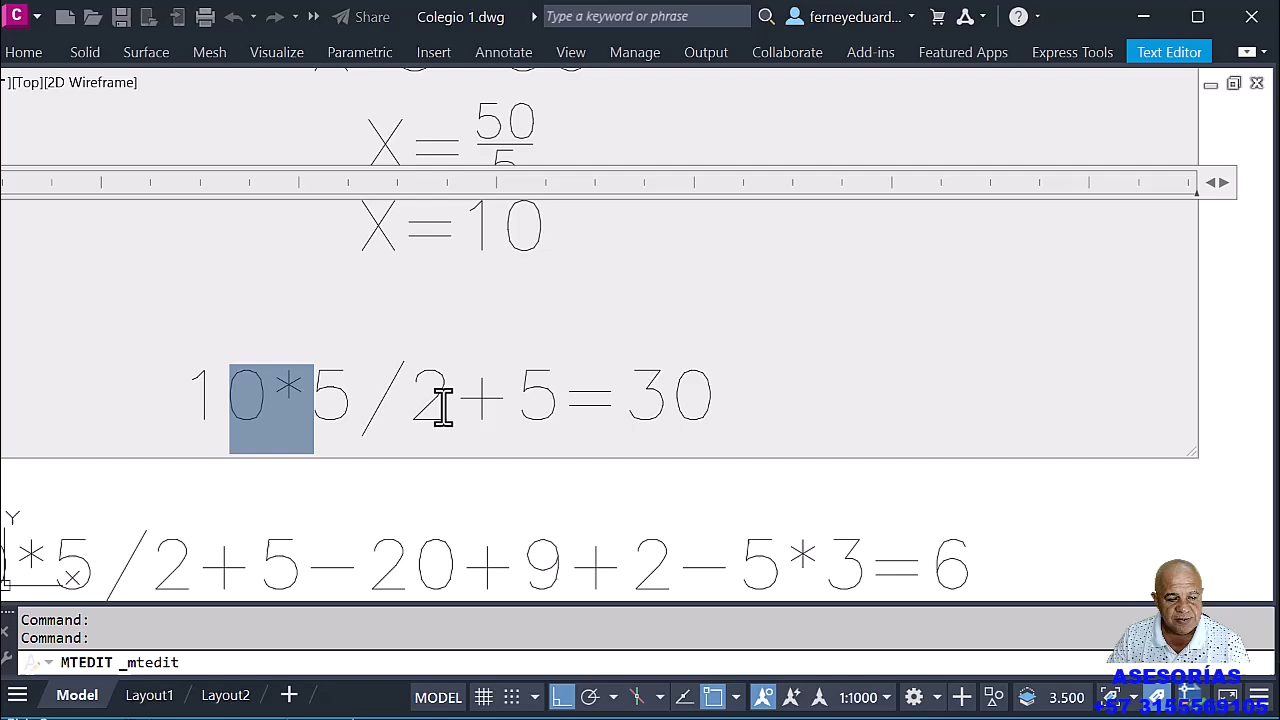 C Share Colegio 1.dwg Type a keyword or phrase ferneyeduard... ?
Home Solid Surface Mesh Visualize Parametric Insert Annotate View Manage Output Collaborate Add-ins Featured Apps Express Tools Text Editor
][Top][2D Wireframe]
X=50/5
X=10
10*5/2+5=30
Y
*5/2+5-20+9+2-5*3=6
X
Command:
Command:
MTEDIT _mtedit
ASESORÍAS
Model Layout1 Layout2 + MODEL 1:1000 3.500
+57 3155569105